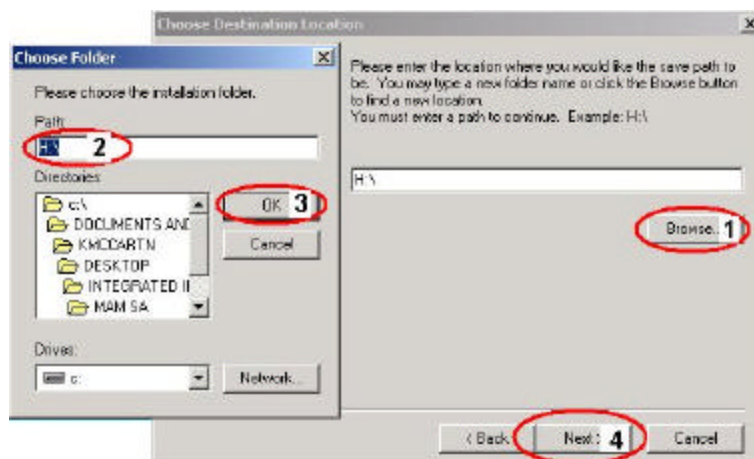 Choose Destination Location
Choose Folder
Please choose the installation folder.
Path:
H:\ 2
Directories:
c:\
DOCUMENTS AND
KMCCARTN
DESKTOP
INTEGRATED I
MAM SA
OK 3
Cancel
Drives:
c:
Network...
Please enter the location where you would like the save path to
be. You may type a new folder name or click the Browse button
to find a new location.
You must enter a path to continue. Example: H:\
H:\
Browse.. 1
< Back
Next > 4
Cancel